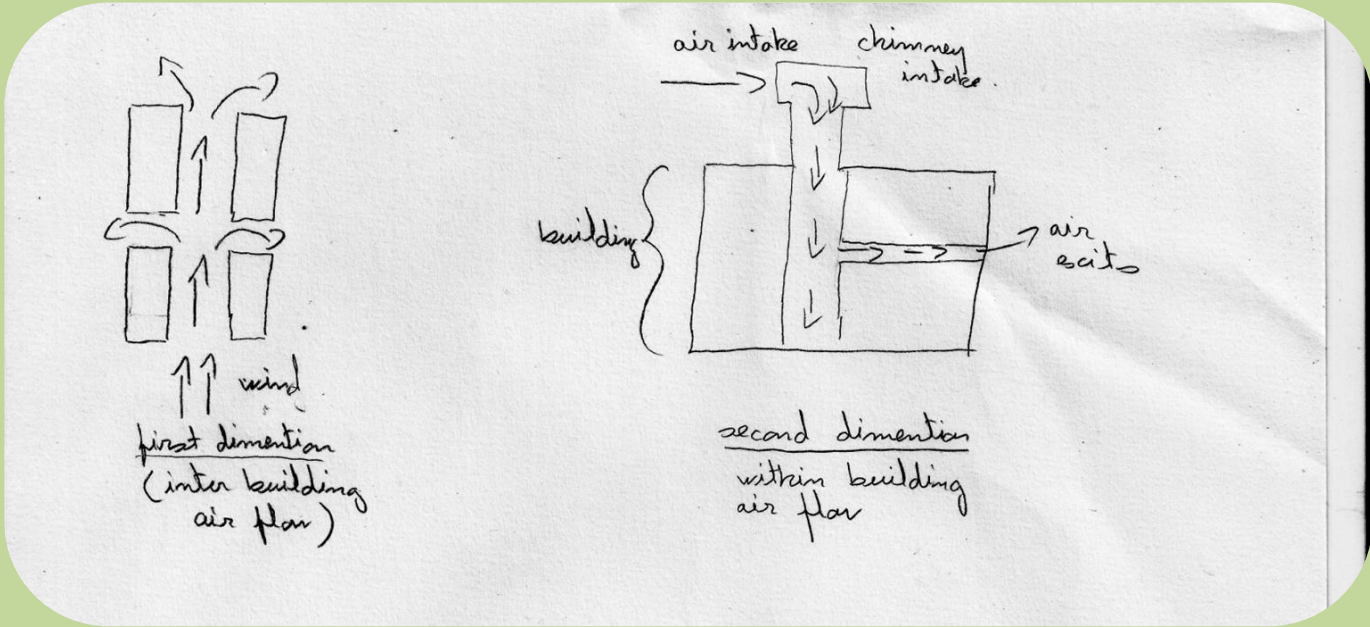 wind
first dimention
(inter building
air flow)
air intake
chimney
intake.
building
air
exits
second dimention
within building
air flow